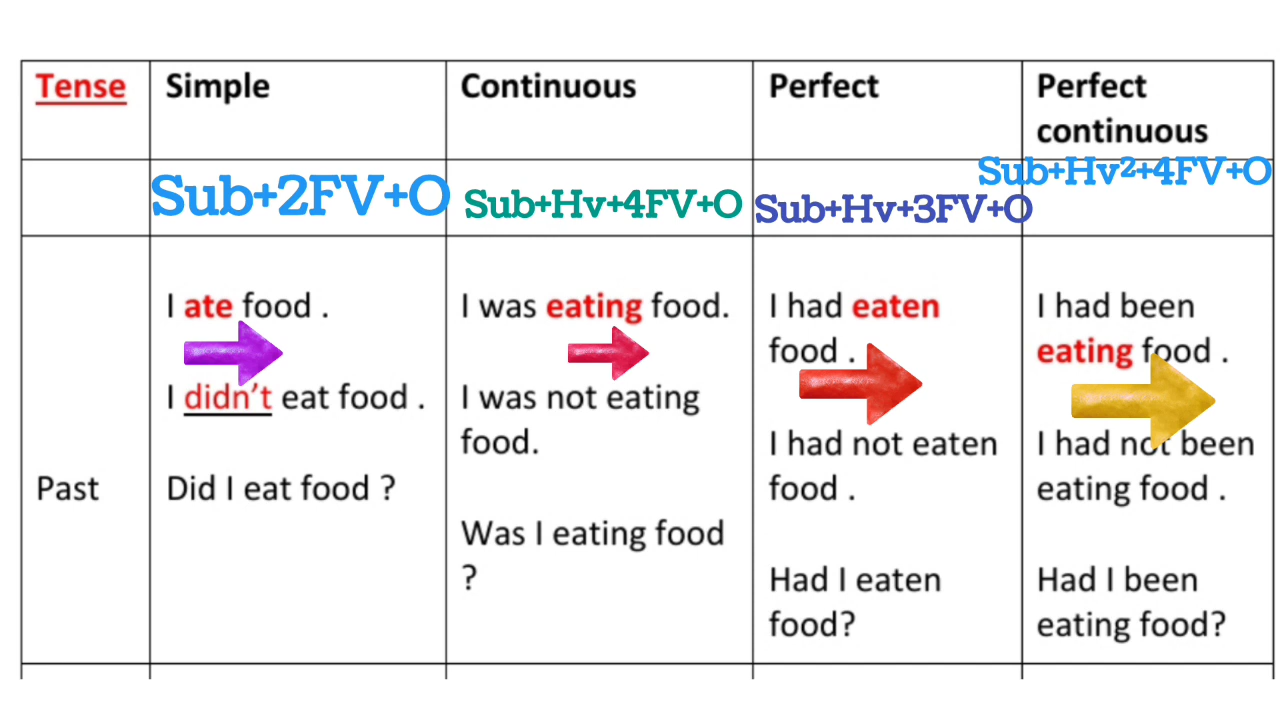 Tense
Simple
Continuous
Perfect
Perfect
continuous
Sub+2FV+O
Sub+Hv+4FV+O
Sub+Hv+3FV+O
Sub+Hv²+4FV+O
Past
I ate food .
I didn't eat food .
Did I eat food ?
I was eating food.
I was not eating
food.
Was I eating food
?
I had eaten
food .
I had not eaten
food .
Had I eaten
food?
I had been
eating food .
I had not been
eating food .
Had I been
eating food?